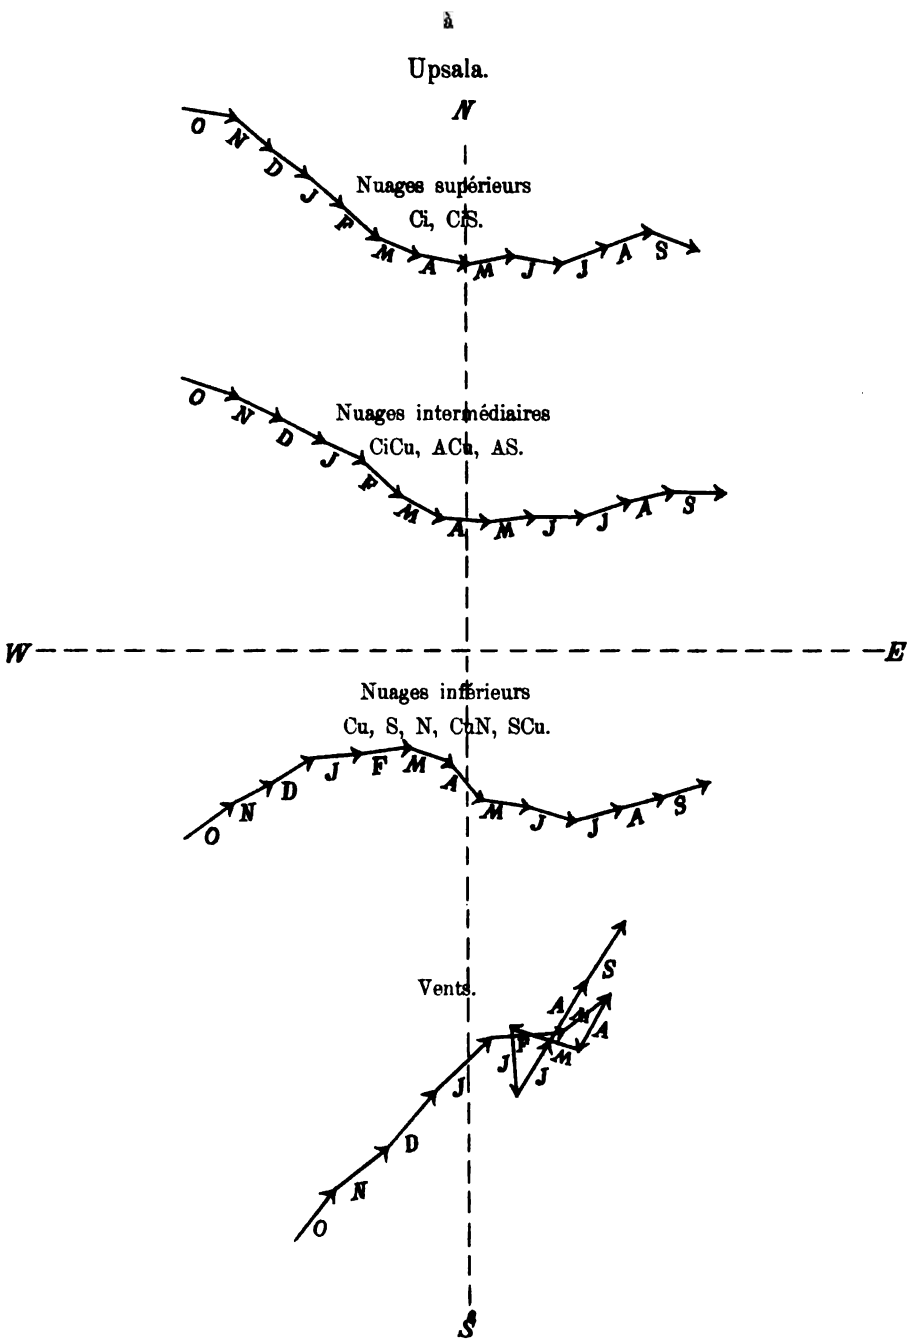 à
Upsala.
N
O N D J F M A M J J A S
Nuages supérieurs
Ci, CiS.
O N D J F M A M J J A S
Nuages intermédiaires
CiCu, ACu, AS.
W E
Nuages inférieurs
Cu, S, N, CuN, SCu.
O N D J F M A M J J A S
Vents.
O N D J F M A M J J A S
S